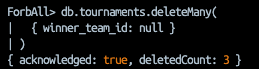 ForbAll> db.tournaments.deleteMany(
|   { winner_team_id: null }
| )
{ acknowledged: true, deletedCount: 3 }